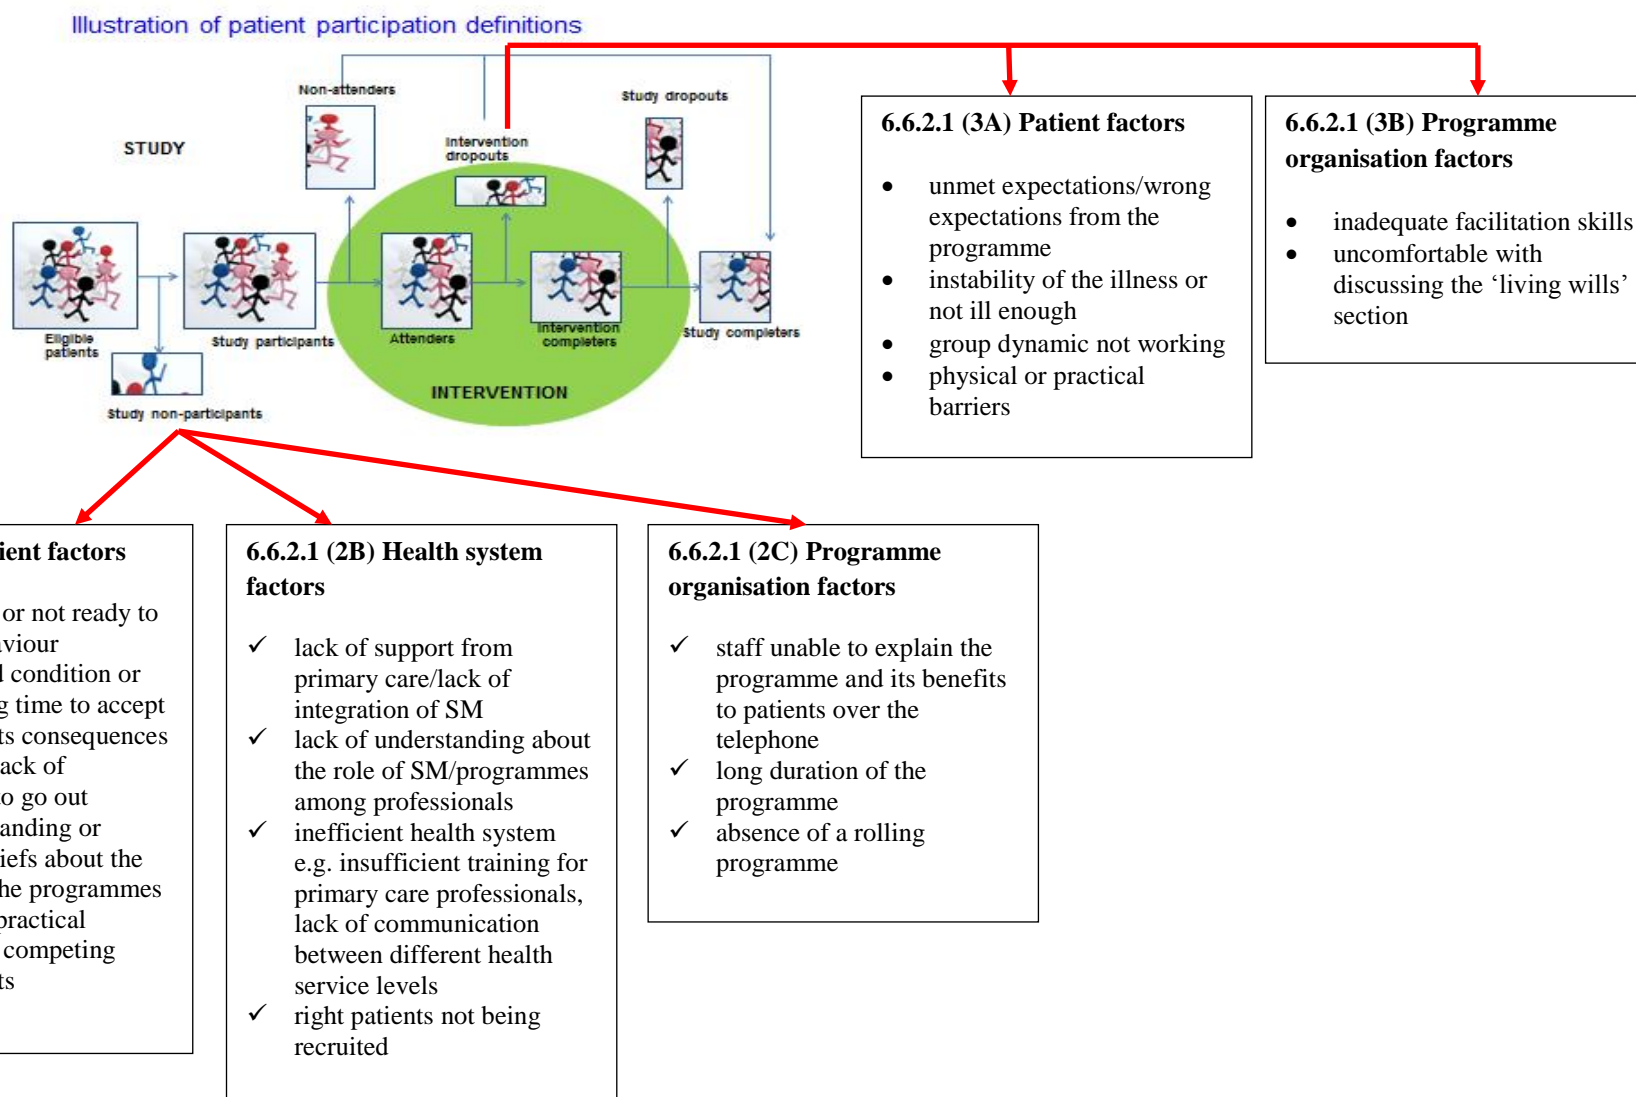 Illustration of patient participation definitions
Non-attenders
Study dropouts
STUDY
Intervention
dropouts
Eligible
patients
Study participants
Attenders
Intervention
completers
Study completers
INTERVENTION
Study non-participants
6.6.2.1 (3A) Patient factors
• unmet expectations/wrong
expectations from the
programme
• instability of the illness or
not ill enough
• group dynamic not working
• physical or practical
barriers
6.6.2.1 (3B) Programme
organisation factors
• inadequate facilitation skills
• uncomfortable with
discussing the ‘living wills’
section
factors
or not ready to
condition or
time to accept
consequences
to go out
or
about the
programmes
practical
competing
6.6.2.1 (2B) Health system
factors
✓ lack of support from
primary care/lack of
integration of SM
✓ lack of understanding about
the role of SM/programmes
among professionals
✓ inefficient health system
e.g. insufficient training for
primary care professionals,
lack of communication
between different health
service levels
✓ right patients not being
recruited
6.6.2.1 (2C) Programme
organisation factors
✓ staff unable to explain the
programme and its benefits
to patients over the
telephone
✓ long duration of the
programme
✓ absence of a rolling
programme